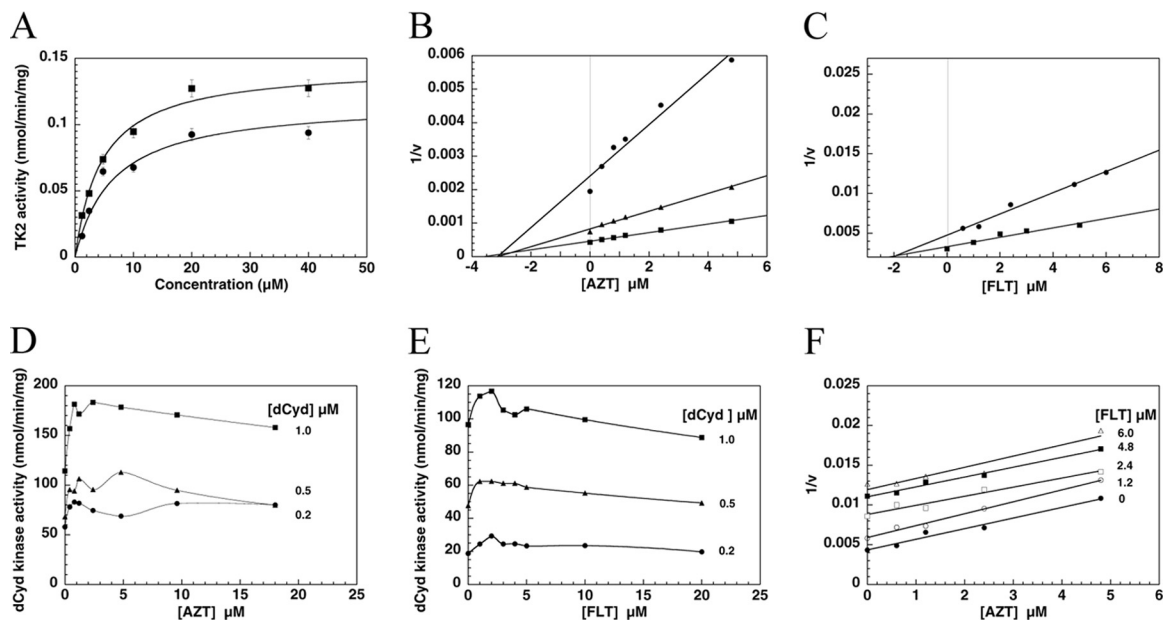 A
TK2 activity (nmol/min/mg)
0.15
0.1
0.05
0
0 10 20 30 40 50
Concentration (µM)
B
1/v
0.006
0.005
0.004
0.003
0.002
0.001
0
-4 -2 0 2 4 6
[AZT] µM
C
1/v
0.025
0.02
0.015
0.01
0.005
-2 0 2 4 6 8
[FLT] µM
D
dCyd kinase activity (nmol/min/mg)
200
150
100
50
0
0 5 10 15 20 25
[AZT] µM
[dCyd] µM
1.0
0.5
0.2
E
dCyd kinase activity (nmol/min/mg)
120
100
80
60
40
20
0
0 5 10 15 20 25
[FLT] µM
[dCyd ] µM
1.0
0.5
0.2
F
1/v
0.025
0.02
0.015
0.01
0.005
0
0 1 2 3 4 5 6
[AZT] µM
[FLT] µM
6.0
4.8
2.4
1.2
0